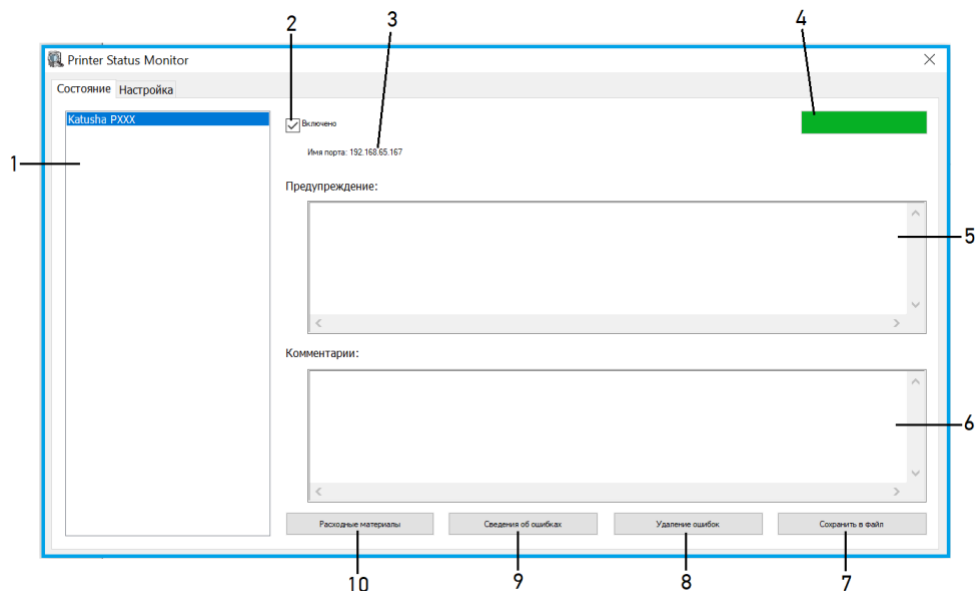 2 3 4
Printer Status Monitor
Состояние Настройка
Katusha PXXX
Включено
Имя порта: 192.168.65.167
1
Предупреждение:
5
Комментарии:
6
Расходные материалы Сведения об ошибках Удаление ошибок Сохранить в файл
10 9 8 7